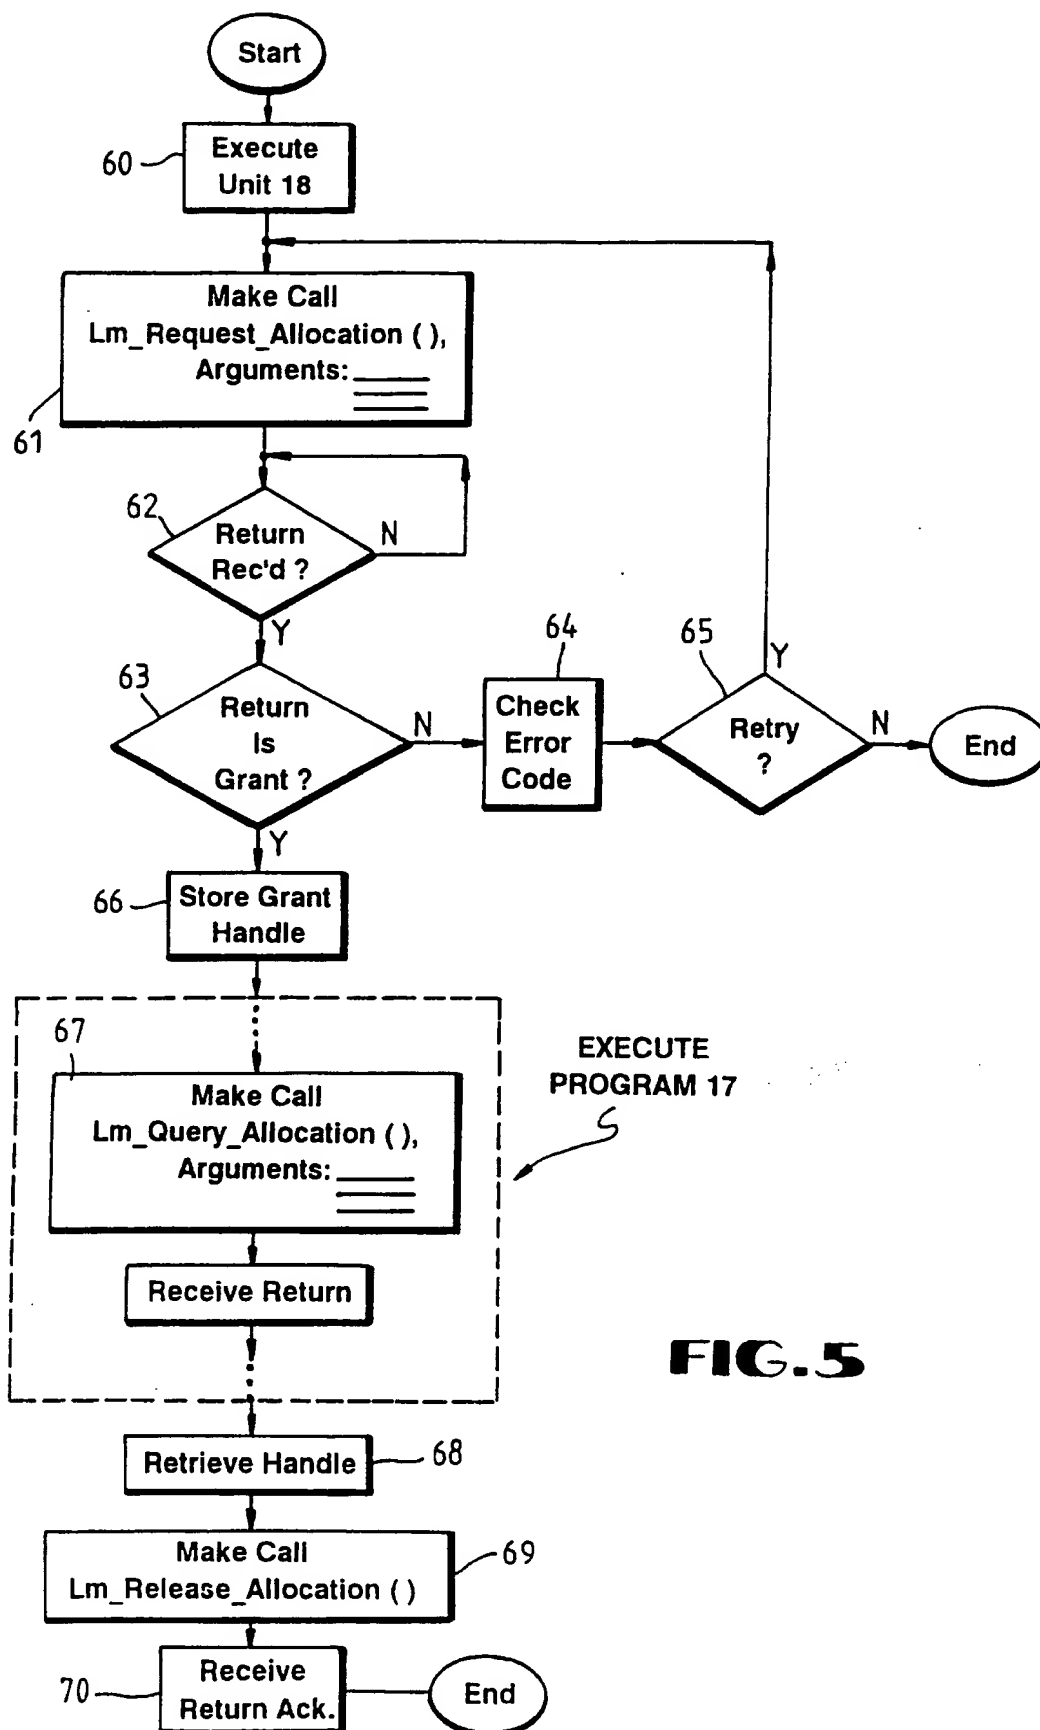 Start
60
Execute
Unit 18
Make Call
Lm_Request_Allocation ( ),
Arguments:
61
62
Return
Rec'd ?
N
Y
63
Return
Is
Grant ?
N
Y
64
Check
Error
Code
65
Retry
?
Y
N
End
66
Store Grant
Handle
67
Make Call
Lm_Query_Allocation ( ),
Arguments:
Receive Return
EXECUTE
PROGRAM 17
FIG.5
Retrieve Handle
68
Make Call
Lm_Release_Allocation ( )
69
70
Receive
Return Ack.
End